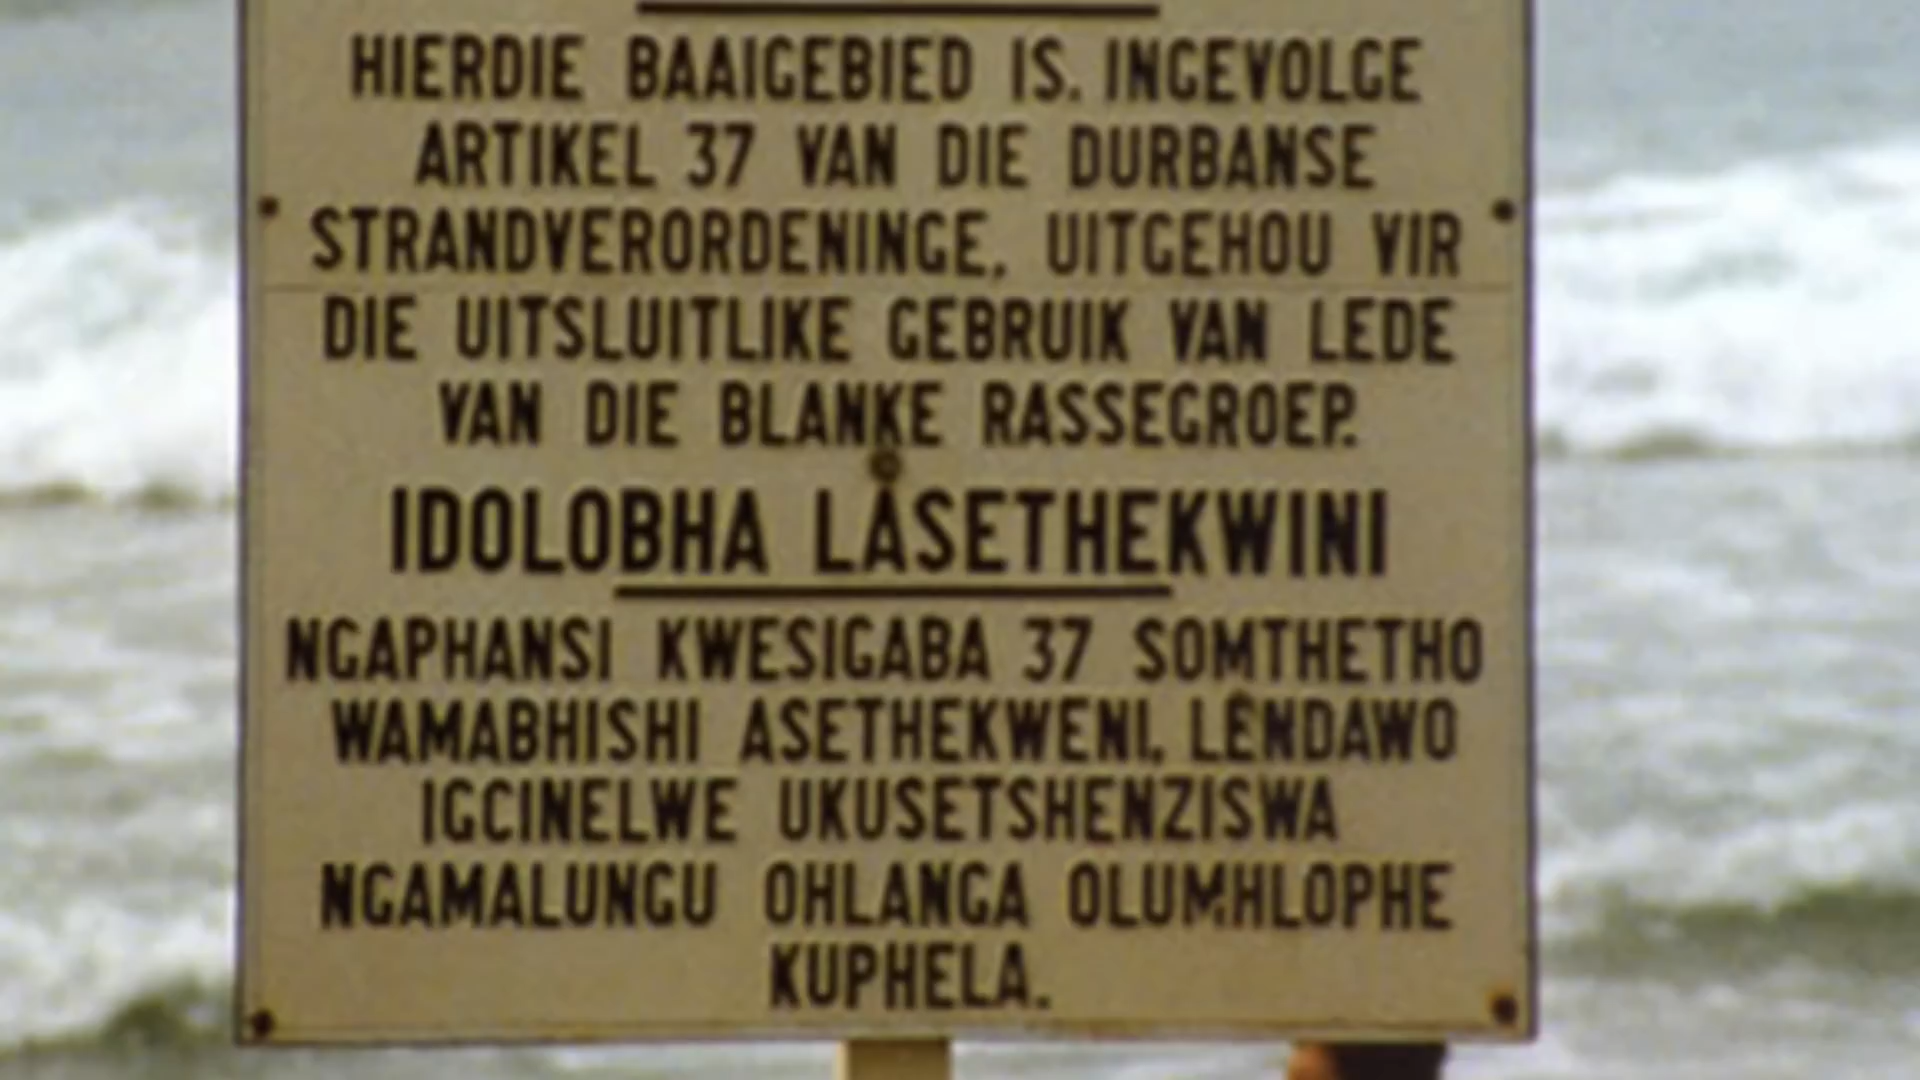 HIERDIE BAAIGEBIED IS. INGEVOLGE
ARTIKEL 37 VAN DIE DURBANSE
STRANDVERORDENINGE, UITGEHOU VIR
DIE UITSLUITLIKE GEBRUIK VAN LEDE
VAN DIE BLANKE RASSEGROEP.
IDOLOBHA LASETHEKWINI
NGAPHANSI KWESIGABA 37 SOMTHETHO
WAMABHISHI ASETHEKWENI, LENDAWO
IGCINELWE UKUSETSHENZISWA
NGAMALUNGU OHLANGA OLUMHLOPHE
KUPHELA.